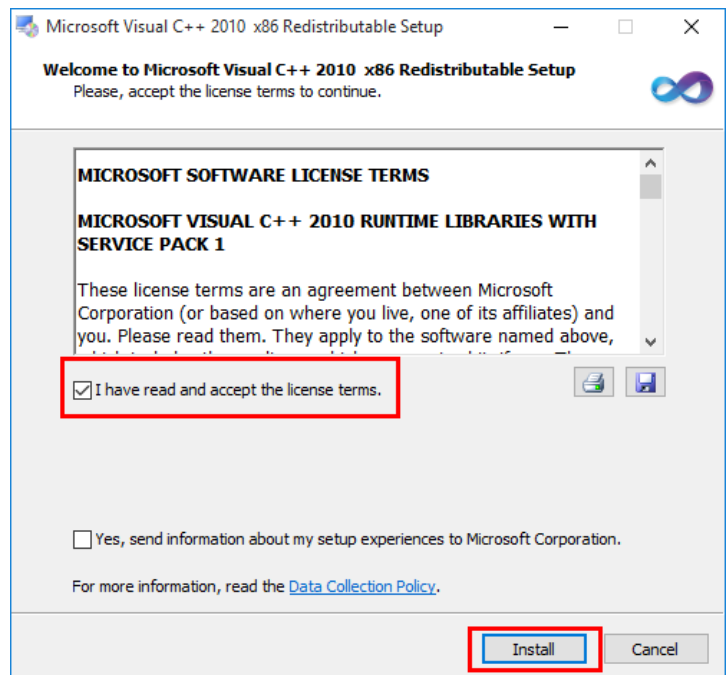 Microsoft Visual C++ 2010 x86 Redistributable Setup
Welcome to Microsoft Visual C++ 2010 x86 Redistributable Setup
Please, accept the license terms to continue.
MICROSOFT SOFTWARE LICENSE TERMS
MICROSOFT VISUAL C++ 2010 RUNTIME LIBRARIES WITH
SERVICE PACK 1
These license terms are an agreement between Microsoft
Corporation (or based on where you live, one of its affiliates) and
you. Please read them. They apply to the software named above,
I have read and accept the license terms.
Yes, send information about my setup experiences to Microsoft Corporation.
For more information, read the Data Collection Policy.
Install
Cancel